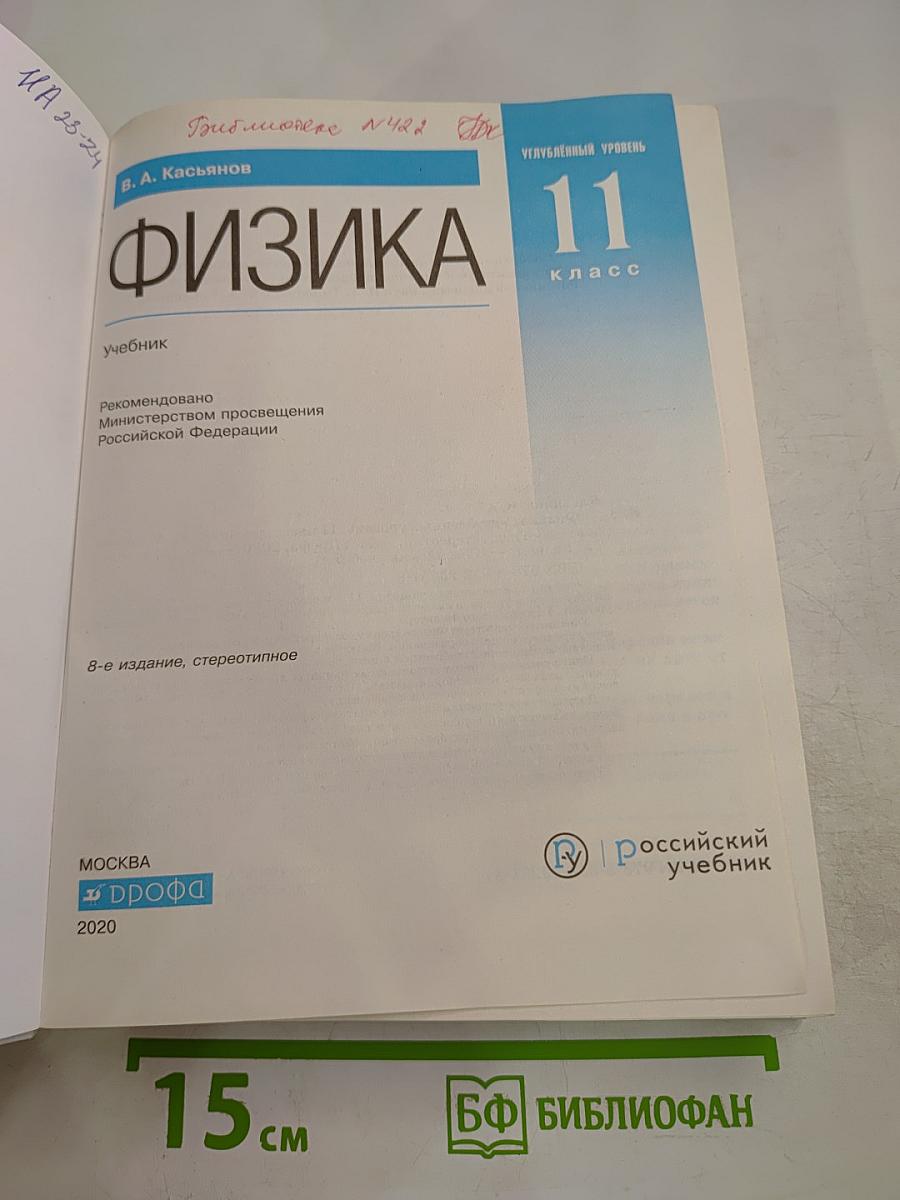 ИА 23-24
Библиотека №422
В. А. Касьянов
ФИЗИКА
учебник
Рекомендовано
Министерством просвещения
Российской Федерации
УГЛУБЛЁННЫЙ УРОВЕНЬ
11
класс
8-е издание, стереотипное
МОСКВА
дрофа
2020
РУ
российский
учебник
15 см
БФ БИБЛИОФАН